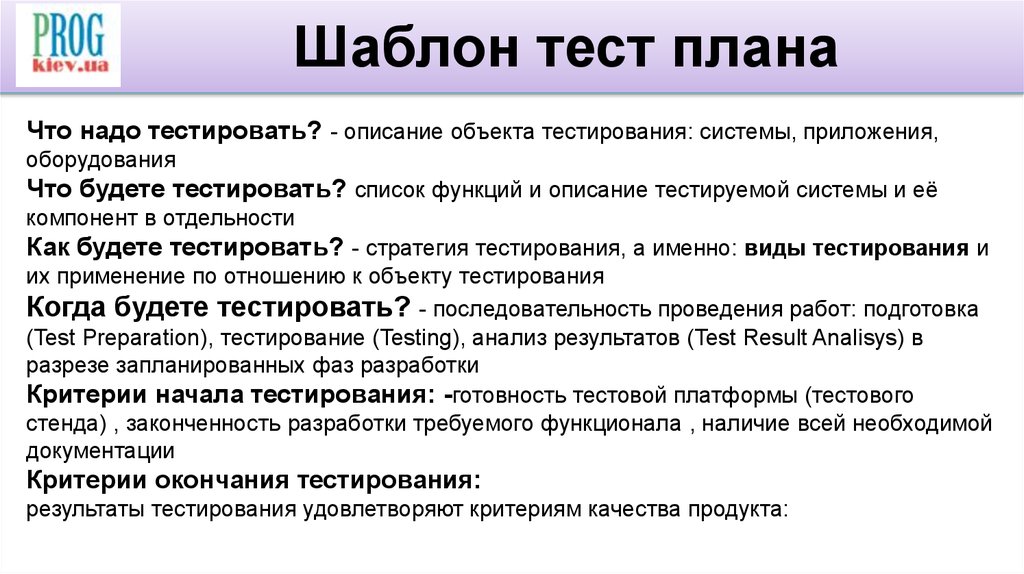 PROG
kiev.ua
Шаблон тест плана
Что надо тестировать? - описание объекта тестирования: системы, приложения,
оборудования
Что будете тестировать? список функций и описание тестируемой системы и её
компонент в отдельности
Как будете тестировать? - стратегия тестирования, а именно: виды тестирования и
их применение по отношению к объекту тестирования
Когда будете тестировать? - последовательность проведения работ: подготовка
(Test Preparation), тестирование (Testing), анализ результатов (Test Result Analisys) в
разрезе запланированных фаз разработки
Критерии начала тестирования: -готовность тестовой платформы (тестового
стенда) , законченность разработки требуемого функционала , наличие всей необходимой
документации
Критерии окончания тестирования:
результаты тестирования удовлетворяют критериям качества продукта: